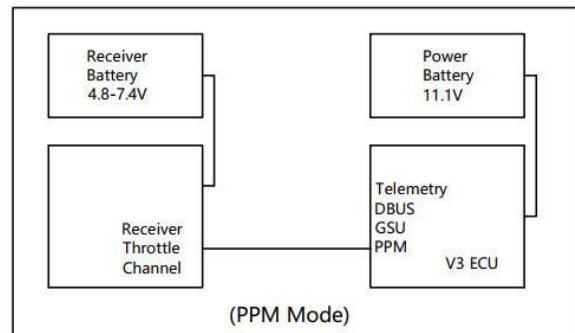 Receiver
Battery
4.8-7.4V
Power
Battery
11.1V
Receiver
Throttle
Channel
Telemetry
DBUS
GSU
PPM
V3 ECU
(PPM Mode)